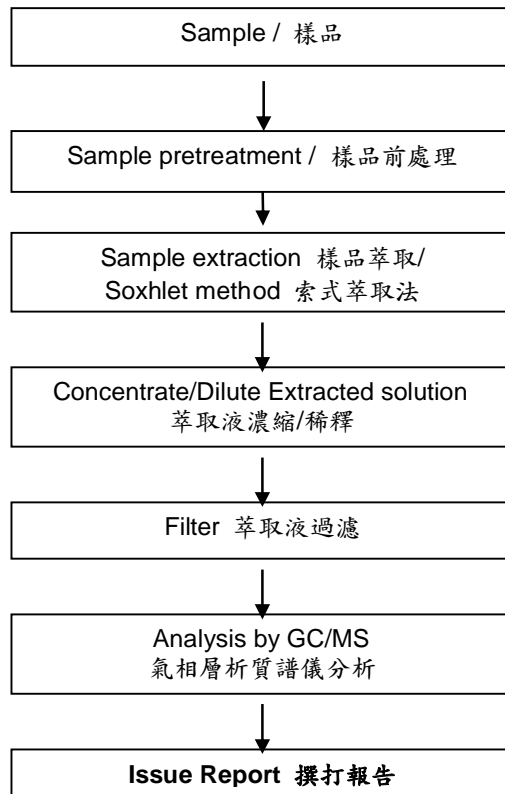 Sample / 樣品
Sample pretreatment / 樣品前處理
Sample extraction 樣品萃取/
Soxhlet method 索式萃取法
Concentrate/Dilute Extracted solution
萃取液濃縮/稀釋
Filter 萃取液過濾
Analysis by GC/MS
氣相層析質譜儀分析
Issue Report 撰打報告